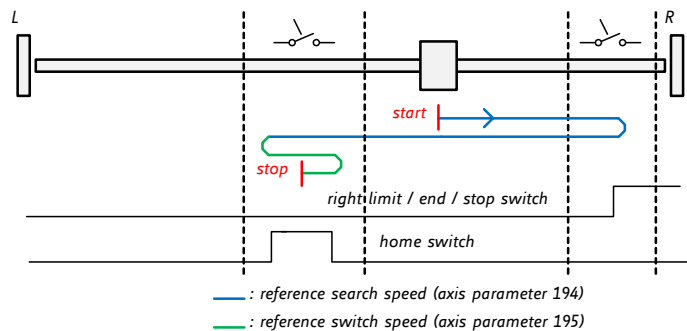 L
R
start
stop
right limit / end / stop switch
home switch
: reference search speed (axis parameter 194)
: reference switch speed (axis parameter 195)